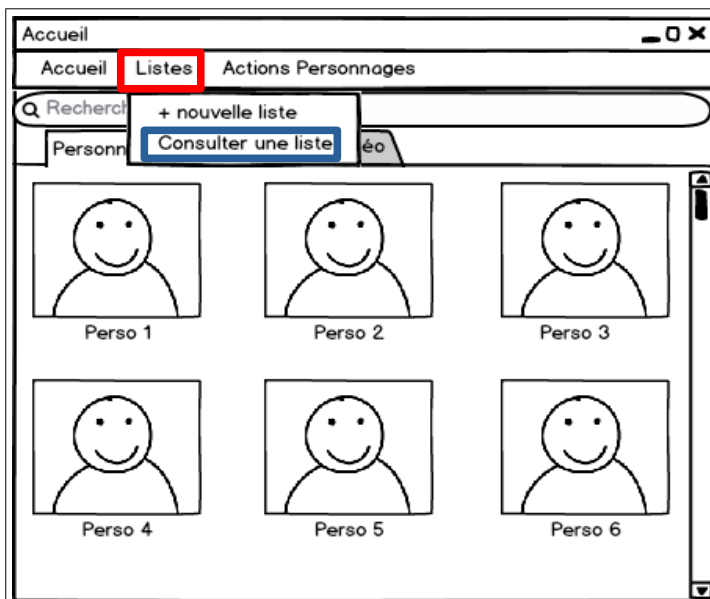 Accueil
Accueil Listes Actions Personnages
Recherch
+ nouvelle liste
Consulter une liste
Personn éo
Perso 1 Perso 2 Perso 3
Perso 4 Perso 5 Perso 6